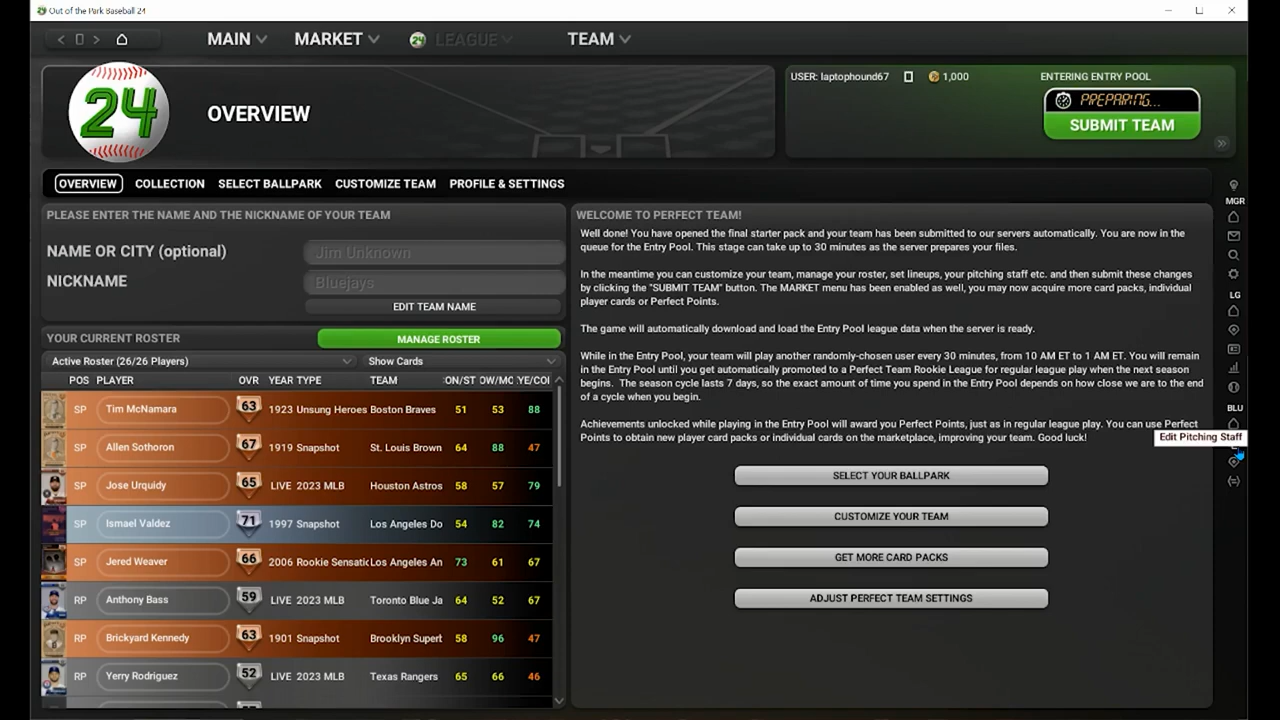 Out of the Park Baseball 24
MAIN
MARKET
LEAGUE
TEAM
24
OVERVIEW
USER: laptophound67
1,000
ENTERING ENTRY POOL
PREPARING...
SUBMIT TEAM
OVERVIEW
COLLECTION
SELECT BALLPARK
CUSTOMIZE TEAM
PROFILE & SETTINGS
PLEASE ENTER THE NAME AND THE NICKNAME OF YOUR TEAM
NAME OR CITY (optional)
Jim Unknown
NICKNAME
Bluejays
EDIT TEAM NAME
YOUR CURRENT ROSTER
MANAGE ROSTER
Active Roster (26/26 Players)
Show Cards
POS PLAYER OVR YEAR TYPE TEAM :ON/ST OW/MO YE/COI
SP Tim McNamara 63 1923 Unsung Heroes Boston Braves 51 53 88
SP Allen Sothoron 67 1919 Snapshot St. Louis Brown 64 88 47
SP Jose Urquidy 65 LIVE 2023 MLB Houston Astros 58 57 79
SP Ismael Valdez 71 1997 Snapshot Los Angeles Do 54 82 74
SP Jered Weaver 66 2006 Rookie Sensatic Los Angeles An 73 61 67
RP Anthony Bass 59 LIVE 2023 MLB Toronto Blue Ja 64 52 67
RP Brickyard Kennedy 63 1901 Snapshot Brooklyn Supert 58 96 47
RP Yerry Rodriguez 52 LIVE 2023 MLB Texas Rangers 65 66 46
WELCOME TO PERFECT TEAM!
Well done! You have opened the final starter pack and your team has been submitted to our servers automatically. You are now in the
queue for the Entry Pool. This stage can take up to 30 minutes as the server prepares your files.
In the meantime you can customize your team, manage your roster, set lineups, your pitching staff etc. and then submit these changes
by clicking the "SUBMIT TEAM" button. The MARKET menu has been enabled as well, you may now acquire more card packs, individual
player cards or Perfect Points.
The game will automatically download and load the Entry Pool league data when the server is ready.
While in the Entry Pool, your team will play another randomly-chosen user every 30 minutes, from 10 AM ET to 1 AM ET. You will remain
in the Entry Pool until you get automatically promoted to a Perfect Team Rookie League for regular league play when the next season
begins. The season cycle lasts 7 days, so the exact amount of time you spend in the Entry Pool depends on how close we are to the end
of a cycle when you begin.
Achievements unlocked while playing in the Entry Pool will award you Perfect Points, just as in regular league play. You can use Perfect
Points to obtain new player card packs or individual cards on the marketplace, improving your team. Good luck!
SELECT YOUR BALLPARK
CUSTOMIZE YOUR TEAM
GET MORE CARD PACKS
ADJUST PERFECT TEAM SETTINGS
MGR
LG
BLU
Edit Pitching Staff